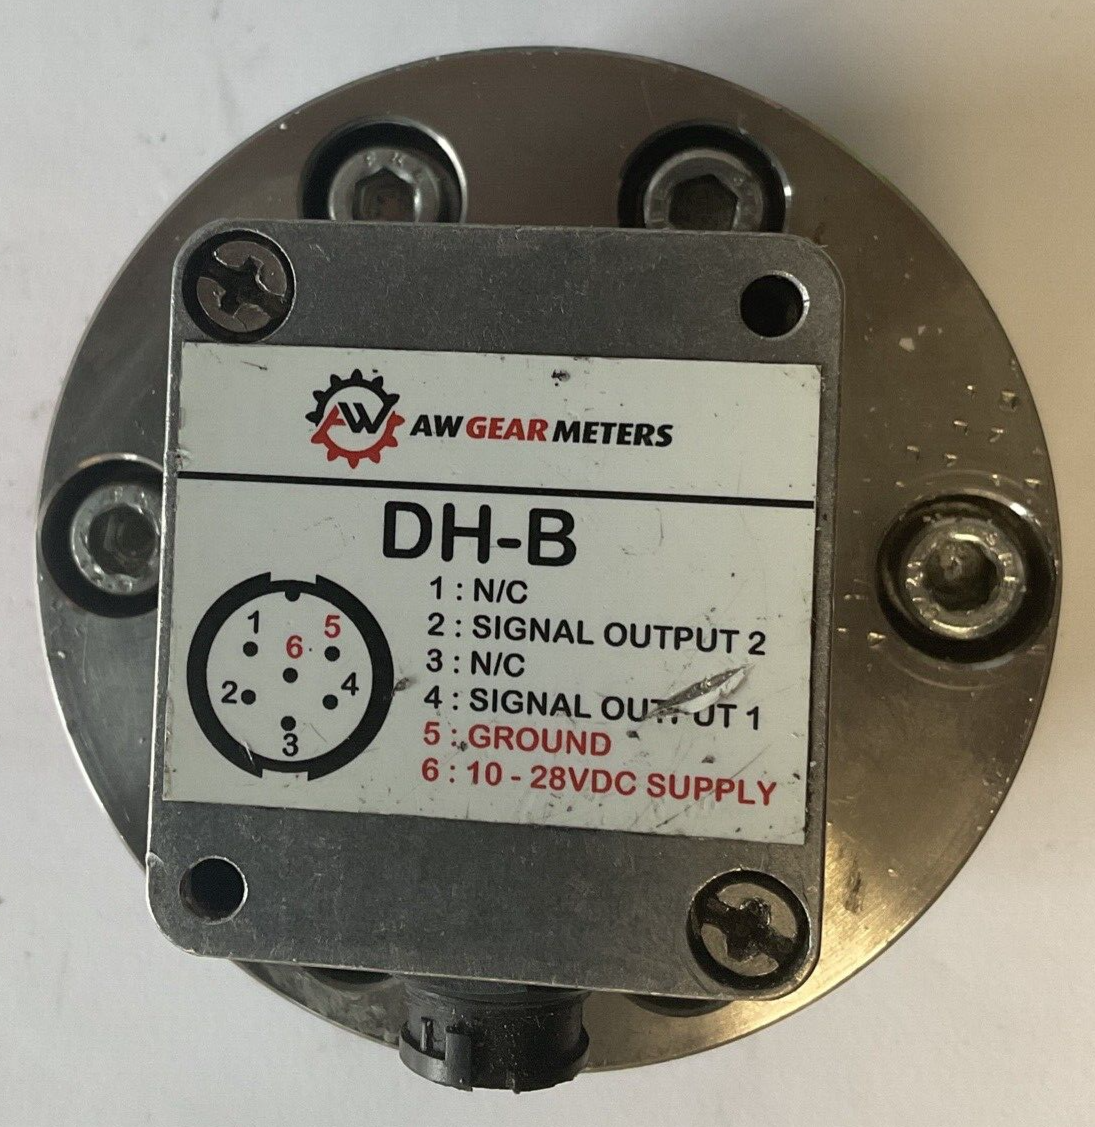 AW
AW GEAR METERS
DH-B
1 : N/C
2 : SIGNAL OUTPUT 2
3 : N/C
4 : SIGNAL OUTPUT 1
5 : GROUND
6 : 10 - 28VDC SUPPLY
1
5
6
2
4
3